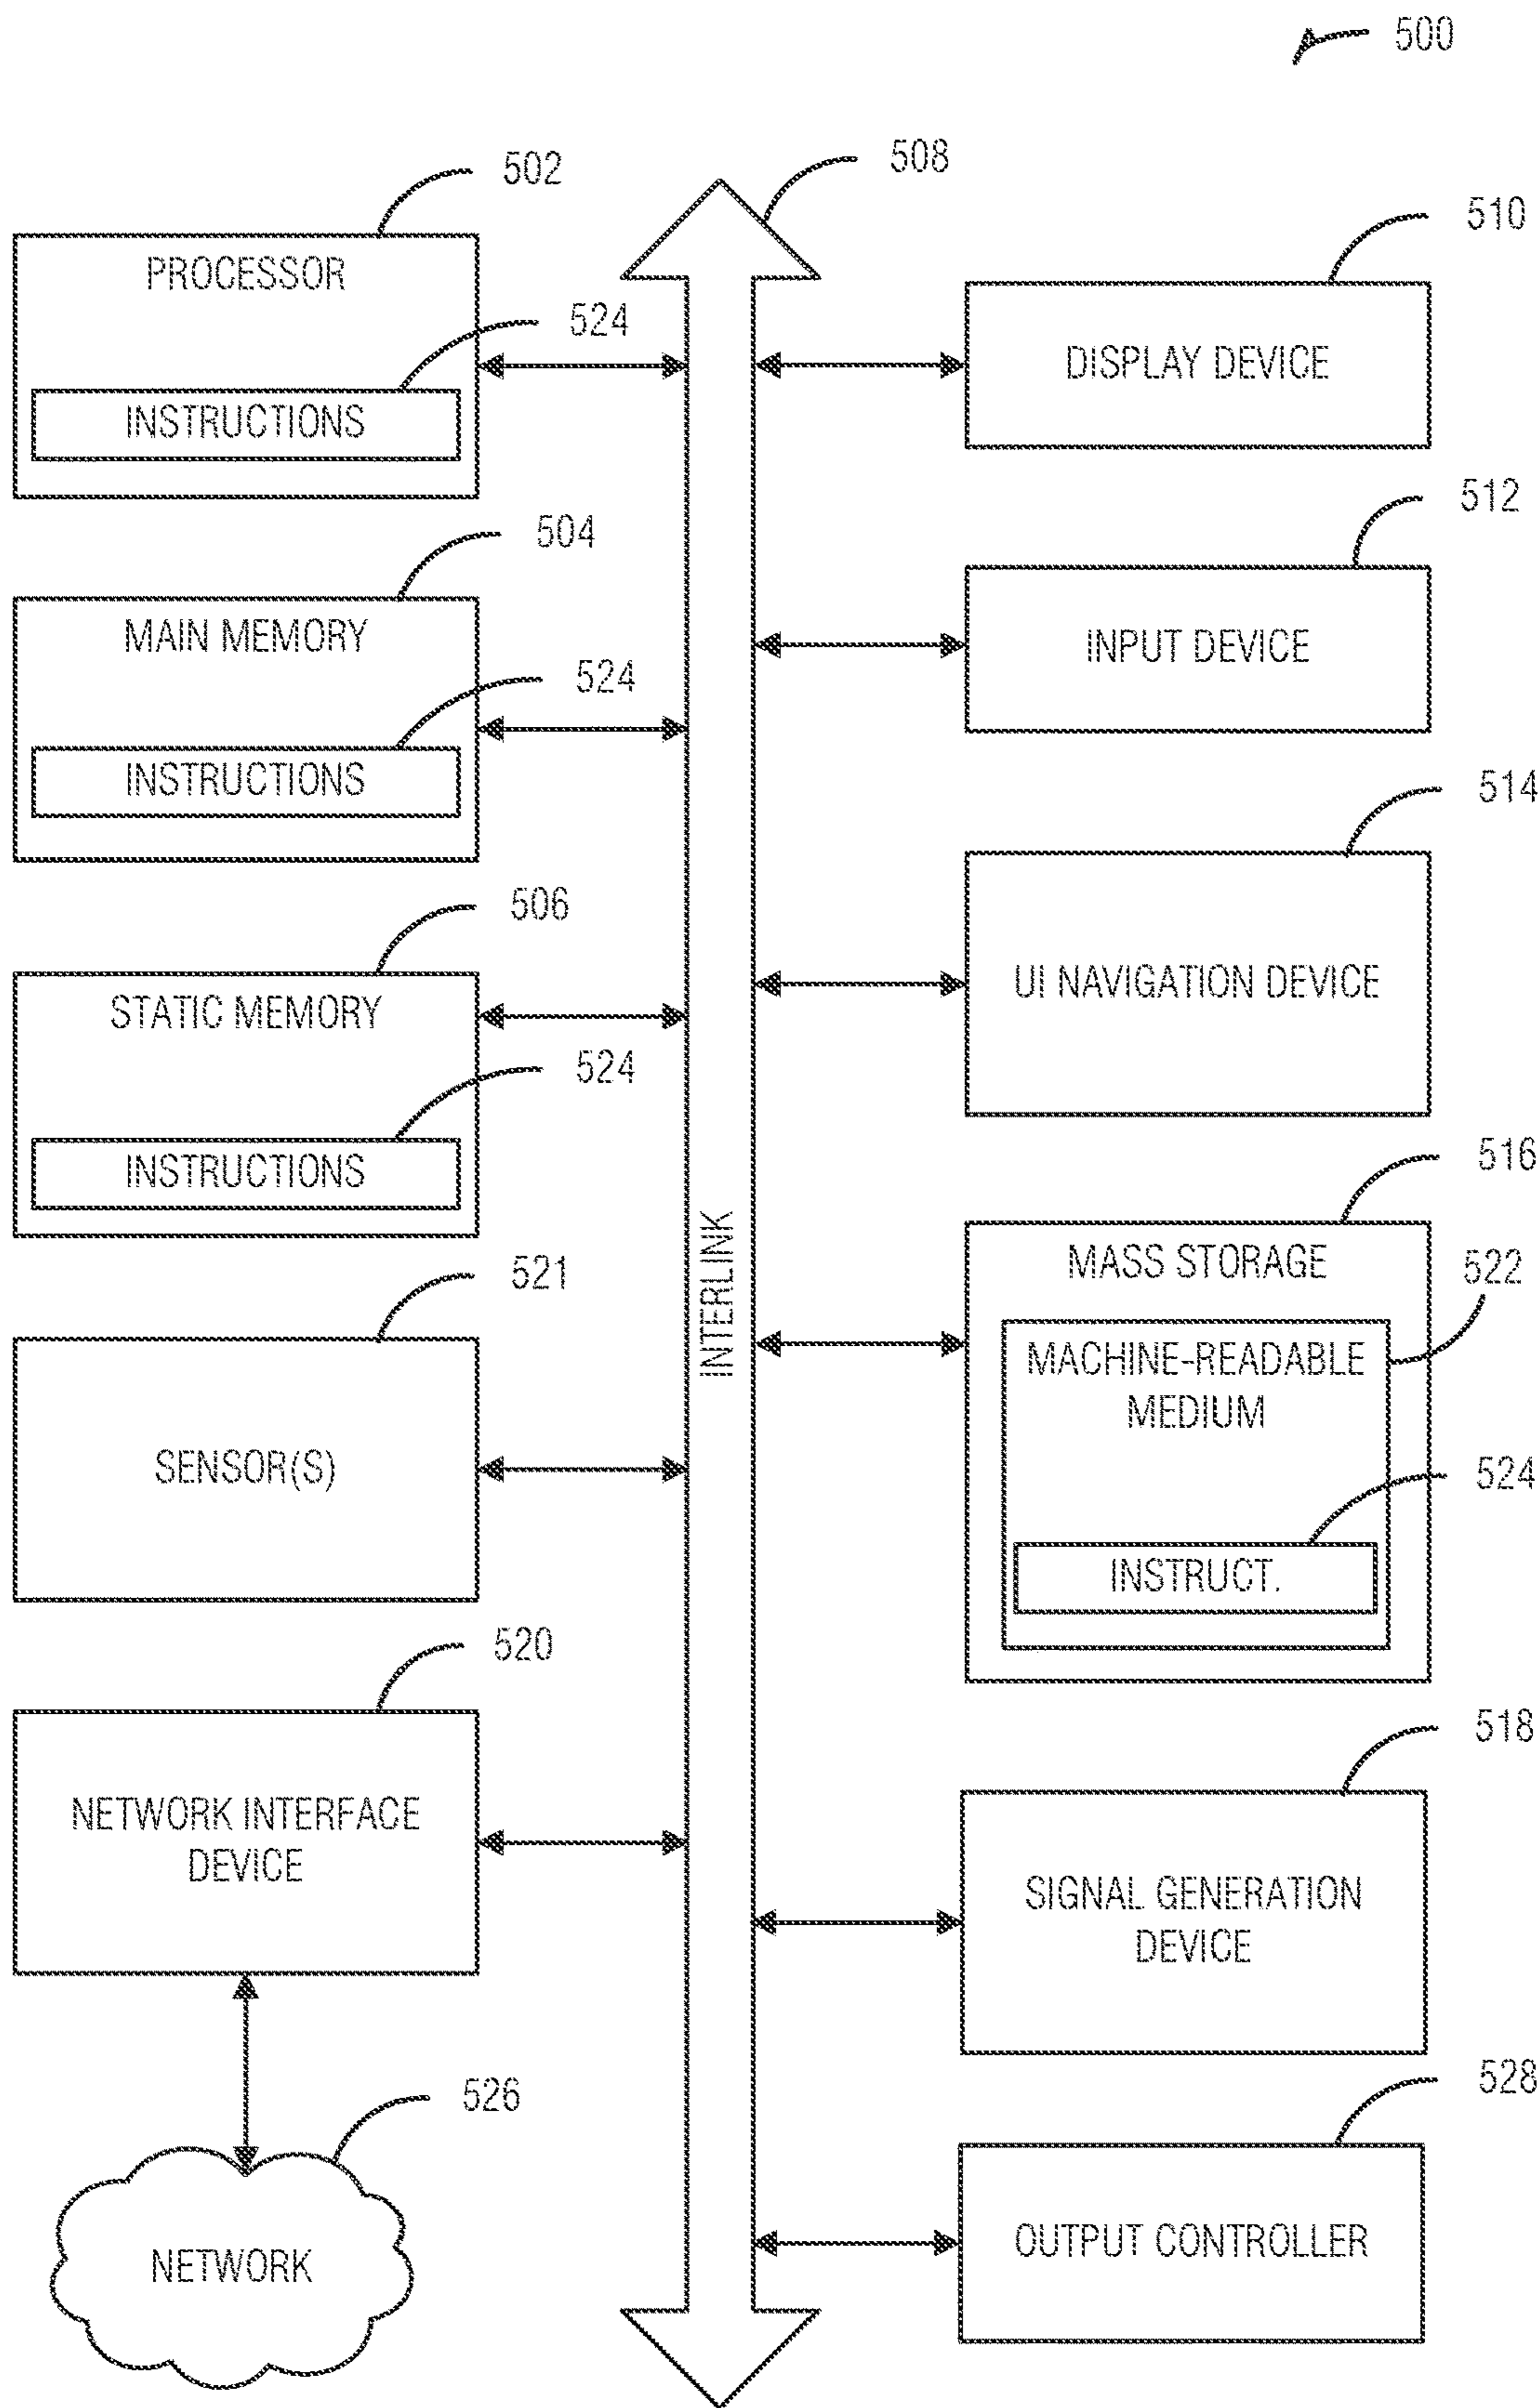 500
502
PROCESSOR
524
INSTRUCTIONS
504
MAIN MEMORY
524
INSTRUCTIONS
506
STATIC MEMORY
524
INSTRUCTIONS
521
SENSOR(S)
520
NETWORK INTERFACE
DEVICE
526
NETWORK
508
INTERLINK
510
DISPLAY DEVICE
512
INPUT DEVICE
514
UI NAVIGATION DEVICE
516
MASS STORAGE
522
MACHINE-READABLE
MEDIUM
524
INSTRUCT.
518
SIGNAL GENERATION
DEVICE
528
OUTPUT CONTROLLER